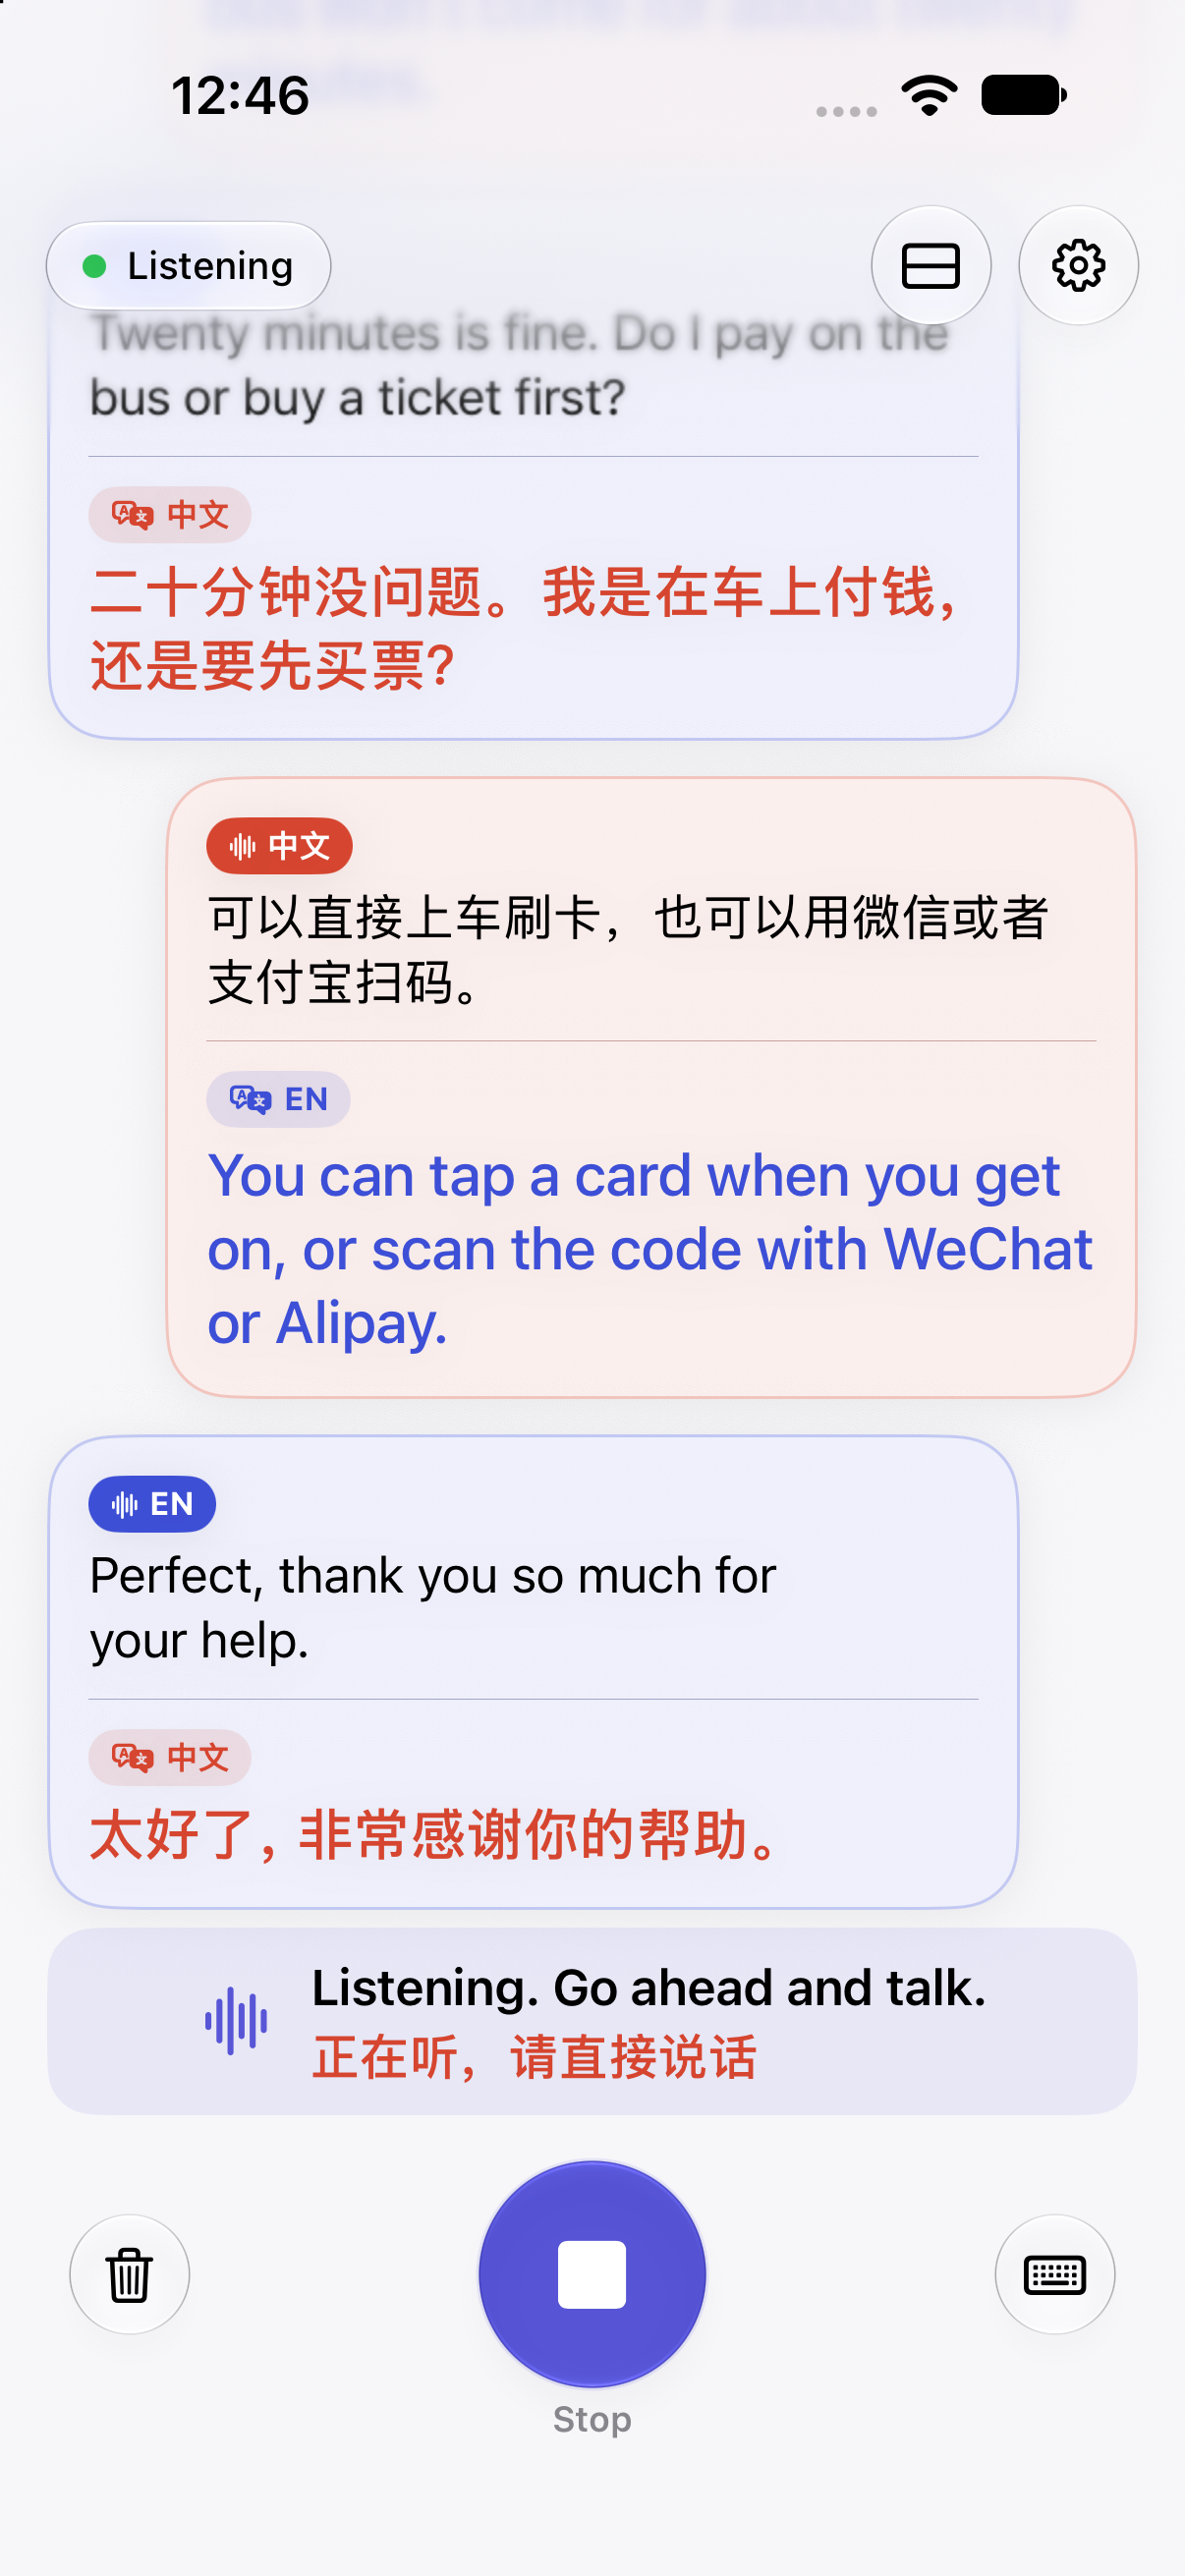 12:46
Listening
Twenty minutes is fine. Do I pay on the
bus or buy a ticket first?
中文
二十分钟没问题。我是在车上付钱，
还是要先买票？
中文
可以直接上车刷卡，也可以用微信或者
支付宝扫码。
EN
You can tap a card when you get
on, or scan the code with WeChat
or Alipay.
EN
Perfect, thank you so much for
your help.
中文
太好了，非常感谢你的帮助。
Listening. Go ahead and talk.
正在听，请直接说话
Stop